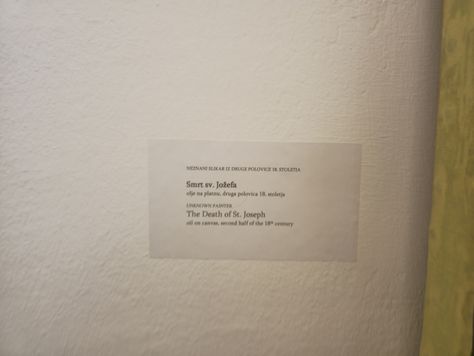 NEZNANI SLIKAR IZ DRUGE POLOVICE 18. STOLETJA
Smrt sv. Jožefa
olje na platnu, druga polovica 18. stoletja
UNKNOWN PAINTER
The Death of St. Joseph
oil on canvas, second half of the 18th century